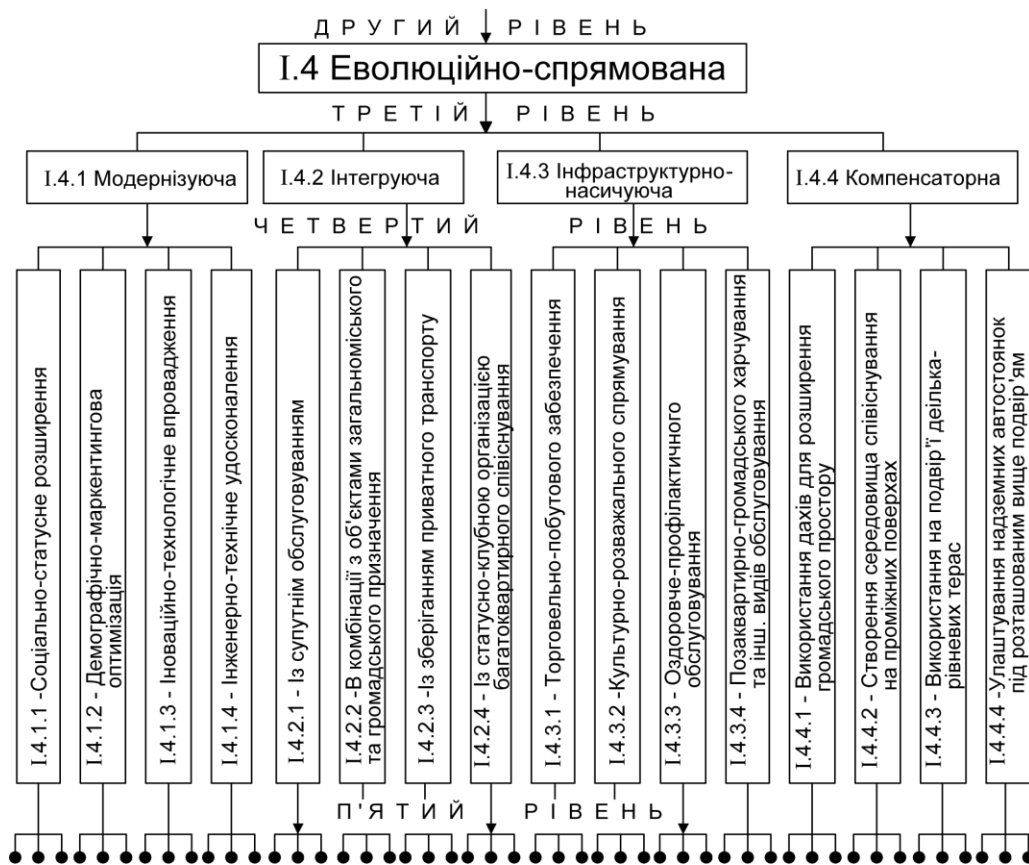 ДРУГИЙ РІВЕНЬ
I.4 Еволюційно-спрямована
ТРЕТІЙ РІВЕНЬ
I.4.1 Модернізуюча
I.4.2 Інтегруюча
I.4.3 Інфраструктурно-
насичуюча
I.4.4 Компенсаторна
ЧЕТВЕРТИЙ РІВЕНЬ
I.4.1.1 -Соціально-статусне розширення
I.4.1.2 - Демографічно-маркентингова
оптимізація
I.4.1.3 - Іноваційно-технологічне впровадження
I.4.1.4 - Інженерно-технічне удосконалення
I.4.2.1 - Із супутнім обслуговуванням
I.4.2.2 -В комбінації з об'єктами загальноміського
та громадського призначення
I.4.2.3 -Із зберіганням приватного транспорту
I.4.2.4 - Із статусно-клубною організацією
багатоквартирного співіснування
I.4.3.1 - Торговельно-побутового забезпечення
I.4.3.2 -Культурно-розважального спрямування
I.4.3.3 - Оздоровче-профілактичного
обслуговування
I.4.3.4 - Позаквартирно-громадського харчування
та інш. видів обслуговування
I.4.4.1 - Використання дахів для розширення
громадського простору
I.4.4.2 - Створення середовища співіснування
на проміжних поверхах
I.4.4.3 - Використання на подвір'ї декілька-
рівневих терас
I.4.4.4 -Улаштування надземних автостоянок
під розташованим вище подвір'ям
П'ЯТИЙ РІВЕНЬ